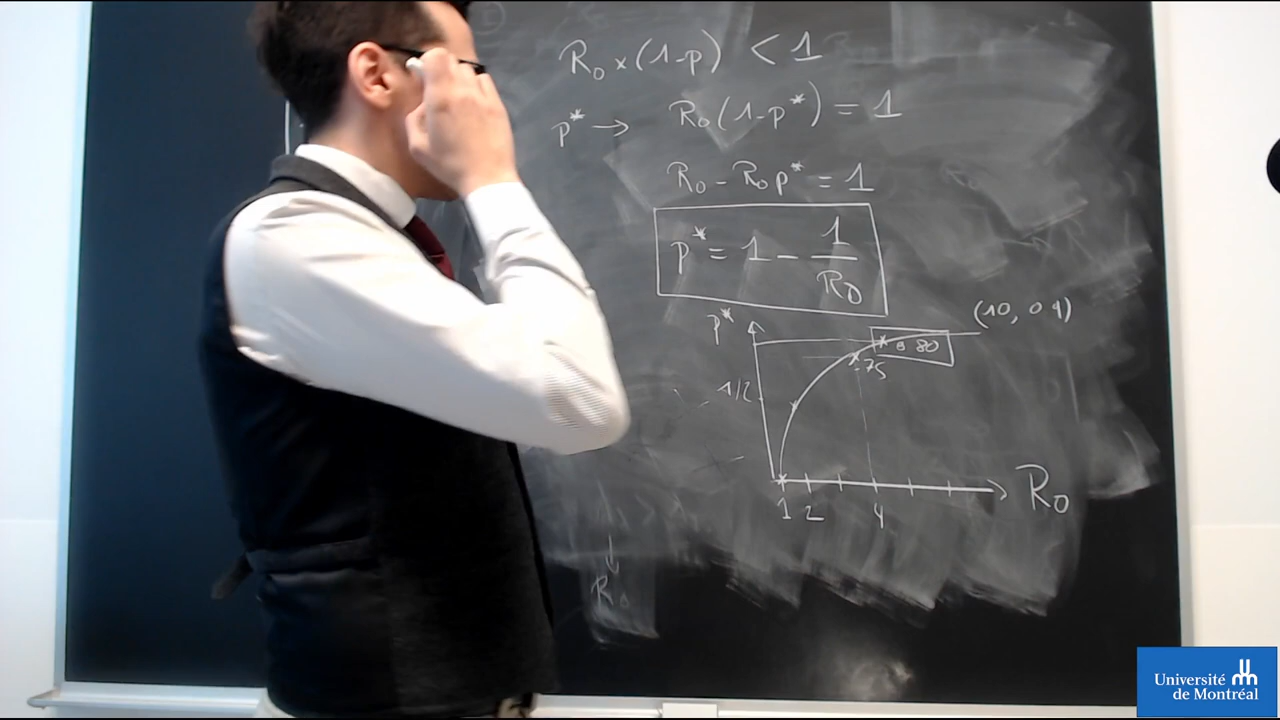 R₀ × (1-p) < 1
p* → R₀(1-p*) = 1
R₀ - R₀p* = 1
p* = 1 - 1/R₀
p*
(10, 0.9)
0.80
.75
1/2
R₀
1 2 4
R₀
Université
de Montréal